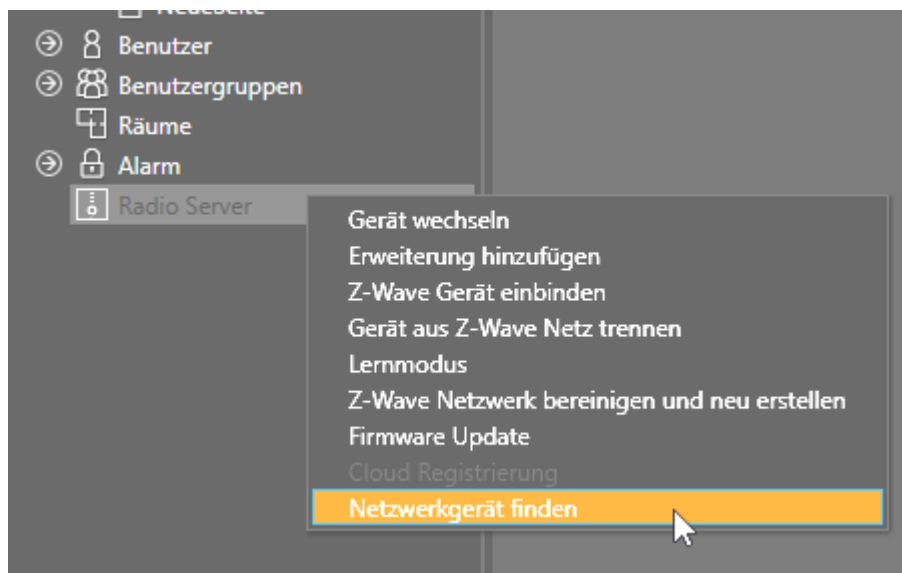 Neueseite
Benutzer
Benutzergruppen
Räume
Alarm
Radio Server
Gerät wechseln
Erweiterung hinzufügen
Z-Wave Gerät einbinden
Gerät aus Z-Wave Netz trennen
Lernmodus
Z-Wave Netzwerk bereinigen und neu erstellen
Firmware Update
Cloud Registrierung
Netzwerkgerät finden